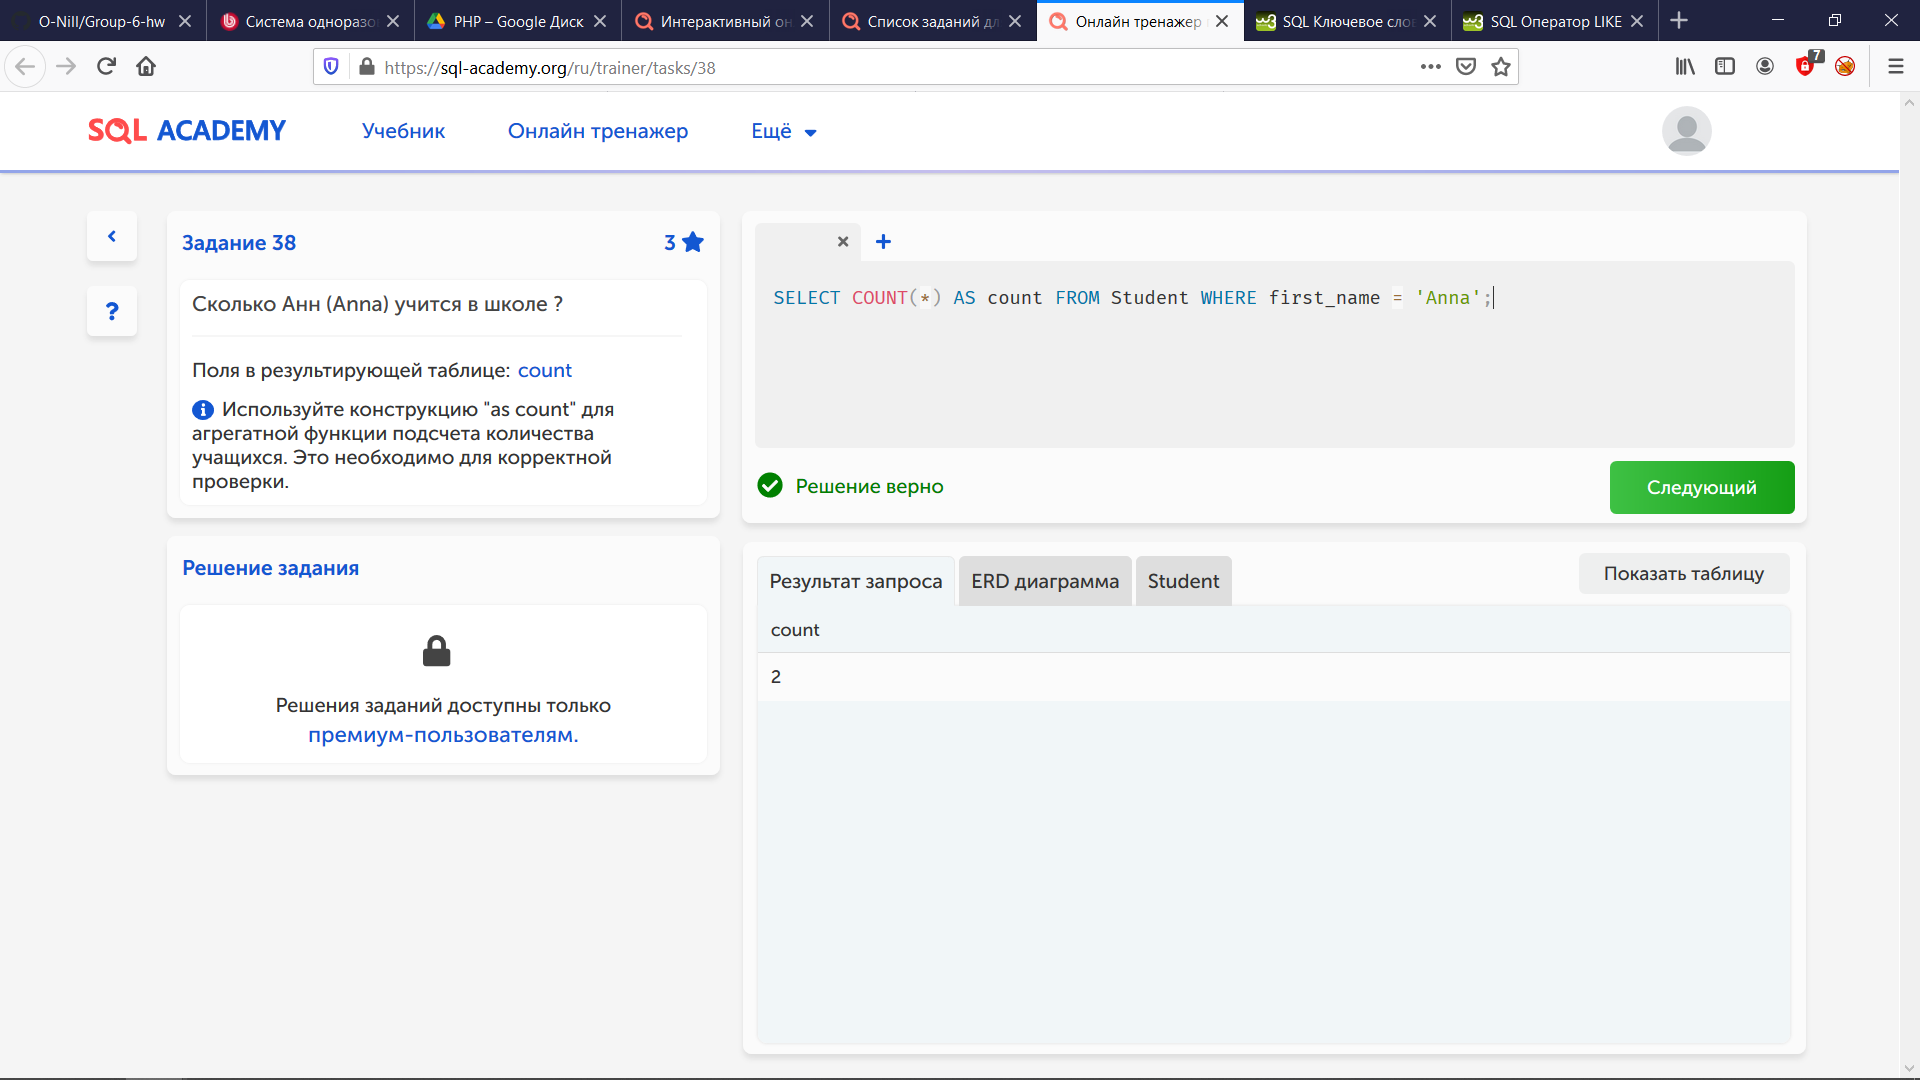 O-Nill/Group-6-hw
Система одноразо
PHP – Google Диск
Интерактивный он
Список заданий дл
Онлайн тренажер
SQL Ключевое сло
SQL Оператор LIKE
https://sql-academy.org/ru/trainer/tasks/38
7
SQL ACADEMY
Учебник
Онлайн тренажер
Ещё
Задание 38
3
Сколько Анн (Anna) учится в школе ?
Поля в результирующей таблице: count
Используйте конструкцию "as count" для
агрегатной функции подсчета количества
учащихся. Это необходимо для корректной
проверки.
Решение задания
Решения заданий доступны только
премиум-пользователям.
SELECT COUNT(*) AS count FROM Student WHERE first_name = 'Anna';
Решение верно
Следующий
Результат запроса
ERD диаграмма
Student
Показать таблицу
count
2